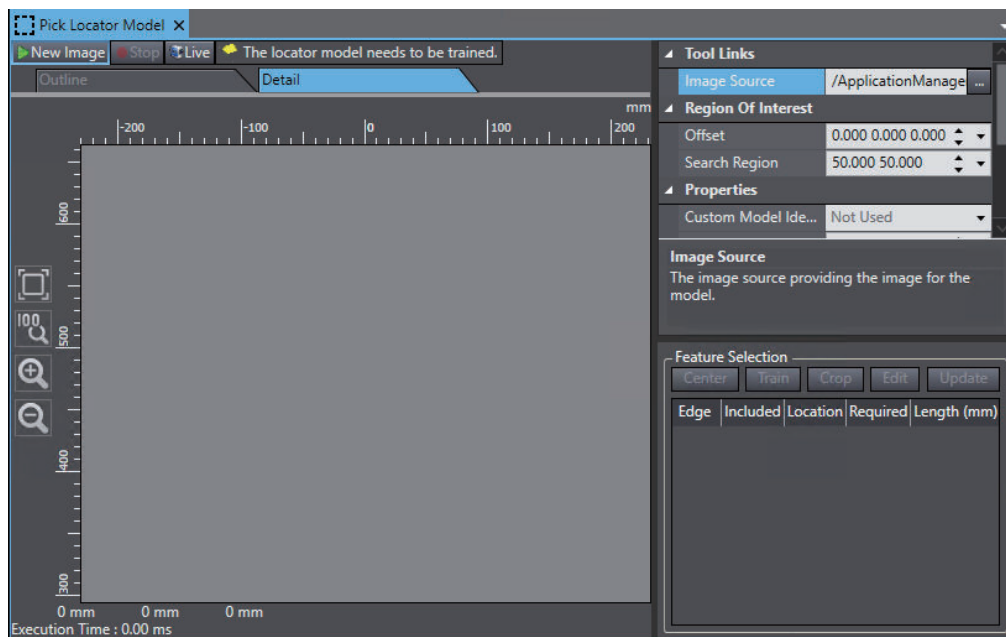 Pick Locator Model
New Image Stop Live The locator model needs to be trained.
Outline Detail
mm
-200 -100 0 100 200
600
500
400
300
0 mm 0 mm 0 mm
Execution Time : 0.00 ms
Tool Links
Image Source /ApplicationManage ...
Region Of Interest
Offset 0.000 0.000 0.000
Search Region 50.000 50.000
Properties
Custom Model Ide... Not Used
Image Source
The image source providing the image for the
model.
Feature Selection
Center Train Crop Edit Update
Edge Included Location Required Length (mm)
100